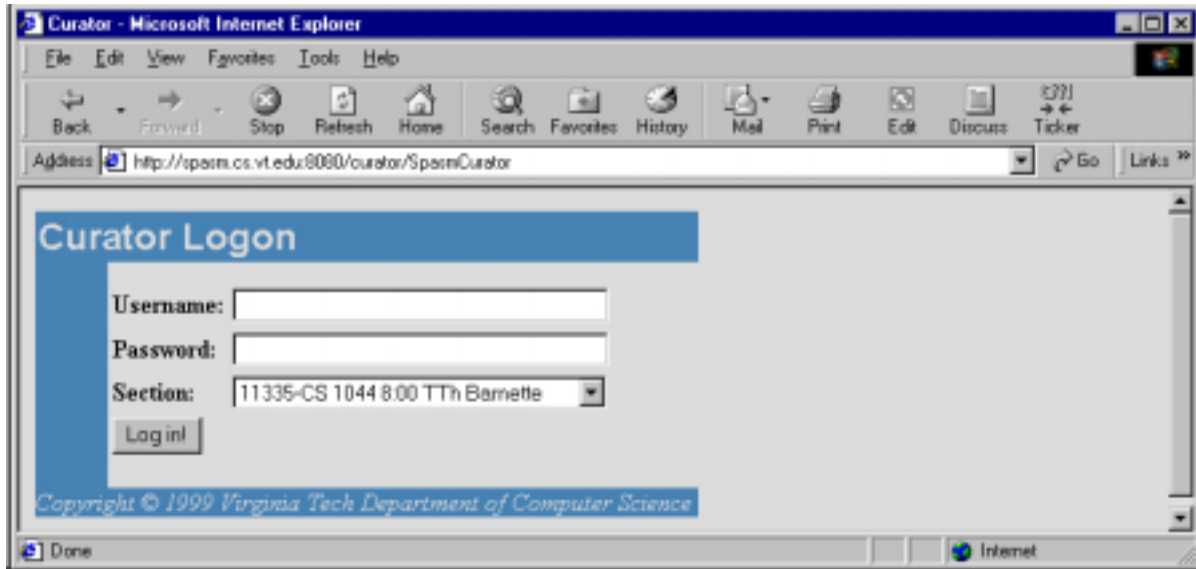 Curator - Microsoft Internet Explorer
File Edit View Favorites Tools Help
Back Forward Stop Refresh Home Search Favorites History Mail Print Edit Discuss Ticker
Address http://spasm.cs.vt.edu:8080/curator/SpasmCurator Go Links »
Curator Logon
Username:
Password:
Section: 11335-CS 1044 8:00 TTh Barnette
Log in!
Copyright © 1999 Virginia Tech Department of Computer Science
Done Internet